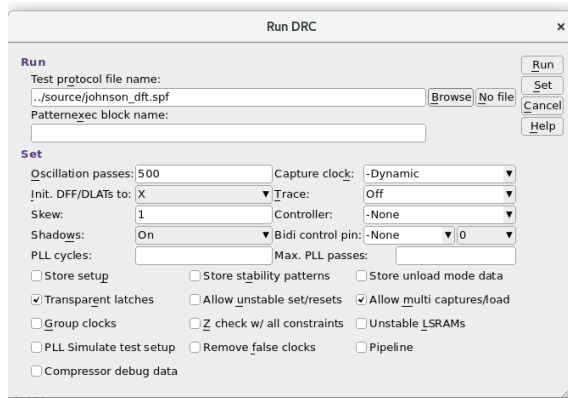 Run DRC
×
Run
Run
Test protocol file name:
../source/johnson_dft.spf
Browse
No file
Set
Patternexec block name:
Cancel
Help
Set
Oscillation passes: 500
Capture clock: -Dynamic
Init. DFF/DLATs to: X
Trace: Off
Skew: 1
Controller: -None
Shadows: On
Bidi control pin: -None 0
PLL cycles:
Max. PLL passes:
Store setup
Store stability patterns
Store unload mode data
Transparent latches
Allow unstable set/resets
Allow multi captures/load
Group clocks
Z check w/ all constraints
Unstable LSRAMs
PLL Simulate test setup
Remove false clocks
Pipeline
Compressor debug data